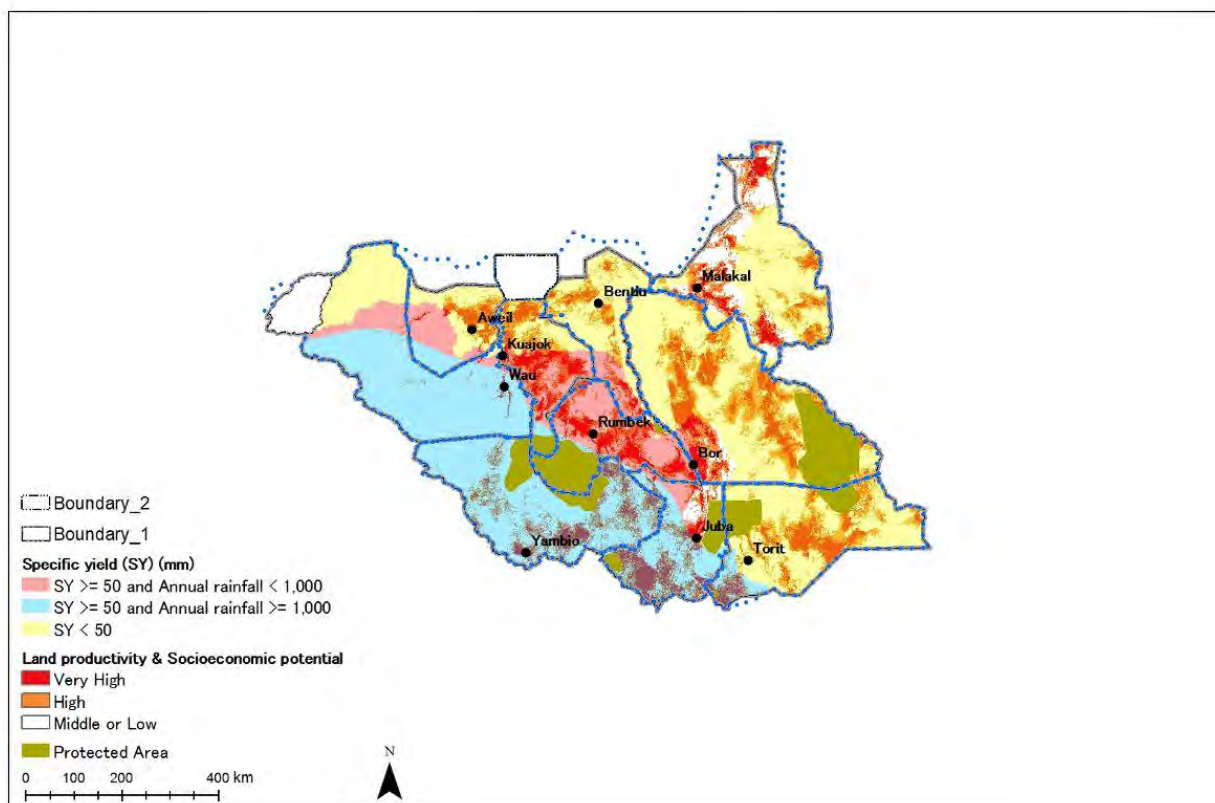 Malakal
Bentiu
Aweil
Kuajok
Wau
Rumbek
Bor
Juba
Yambio
Torit
Boundary_2
Boundary_1
Specific yield (SY) (mm)
SY >= 50 and Annual rainfall < 1,000
SY >= 50 and Annual rainfall >= 1,000
SY < 50
Land productivity & Socioeconomic potential
Very High
High
Middle or Low
Protected Area
N
0 100 200 400 km